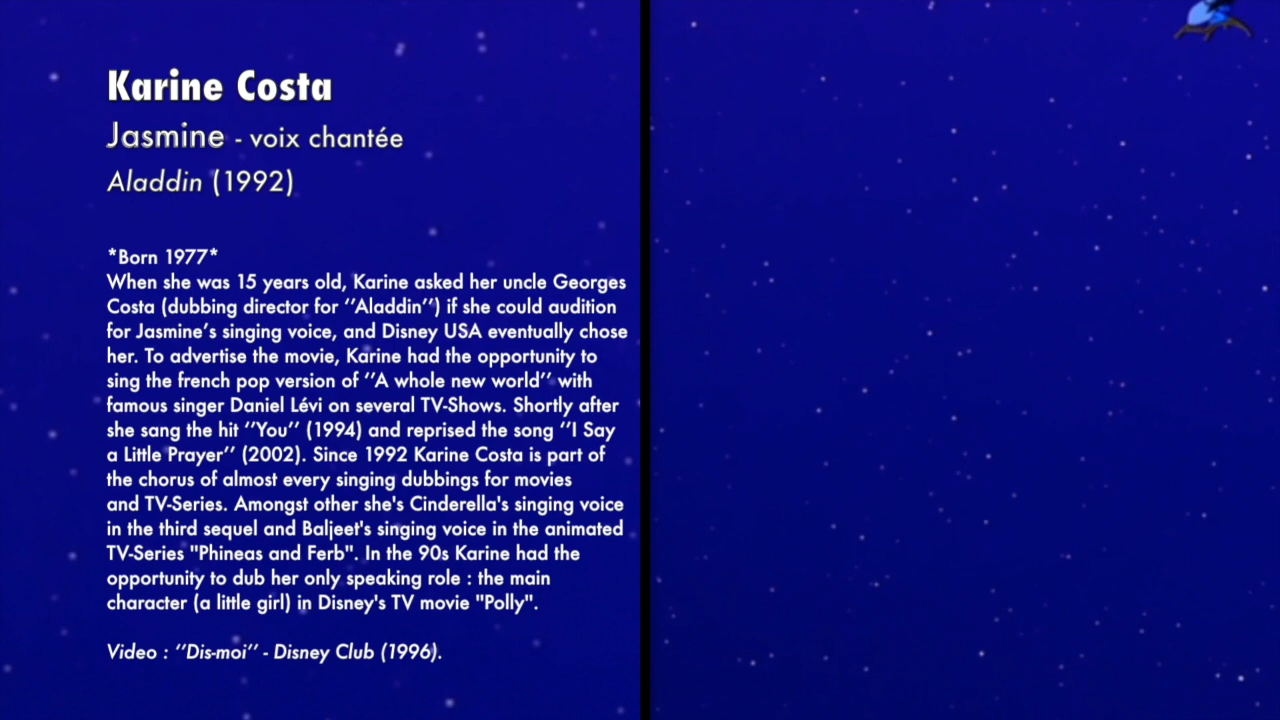 Karine Costa
Jasmine - voix chantée
Aladdin (1992)
*Born 1977*
When she was 15 years old, Karine asked her uncle Georges
Costa (dubbing director for ‘’Aladdin’’) if she could audition
for Jasmine’s singing voice, and Disney USA eventually chose
her. To advertise the movie, Karine had the opportunity to
sing the french pop version of ‘’A whole new world’’ with
famous singer Daniel Lévi on several TV-Shows. Shortly after
she sang the hit ‘’You’’ (1994) and reprised the song ‘’I Say
a Little Prayer’’ (2002). Since 1992 Karine Costa is part of
the chorus of almost every singing dubbings for movies
and TV-Series. Amongst other she's Cinderella's singing voice
in the third sequel and Baljeet's singing voice in the animated
TV-Series "Phineas and Ferb". In the 90s Karine had the
opportunity to dub her only speaking role : the main
character (a little girl) in Disney's TV movie "Polly".
Video : ‘’Dis-moi’’ - Disney Club (1996).